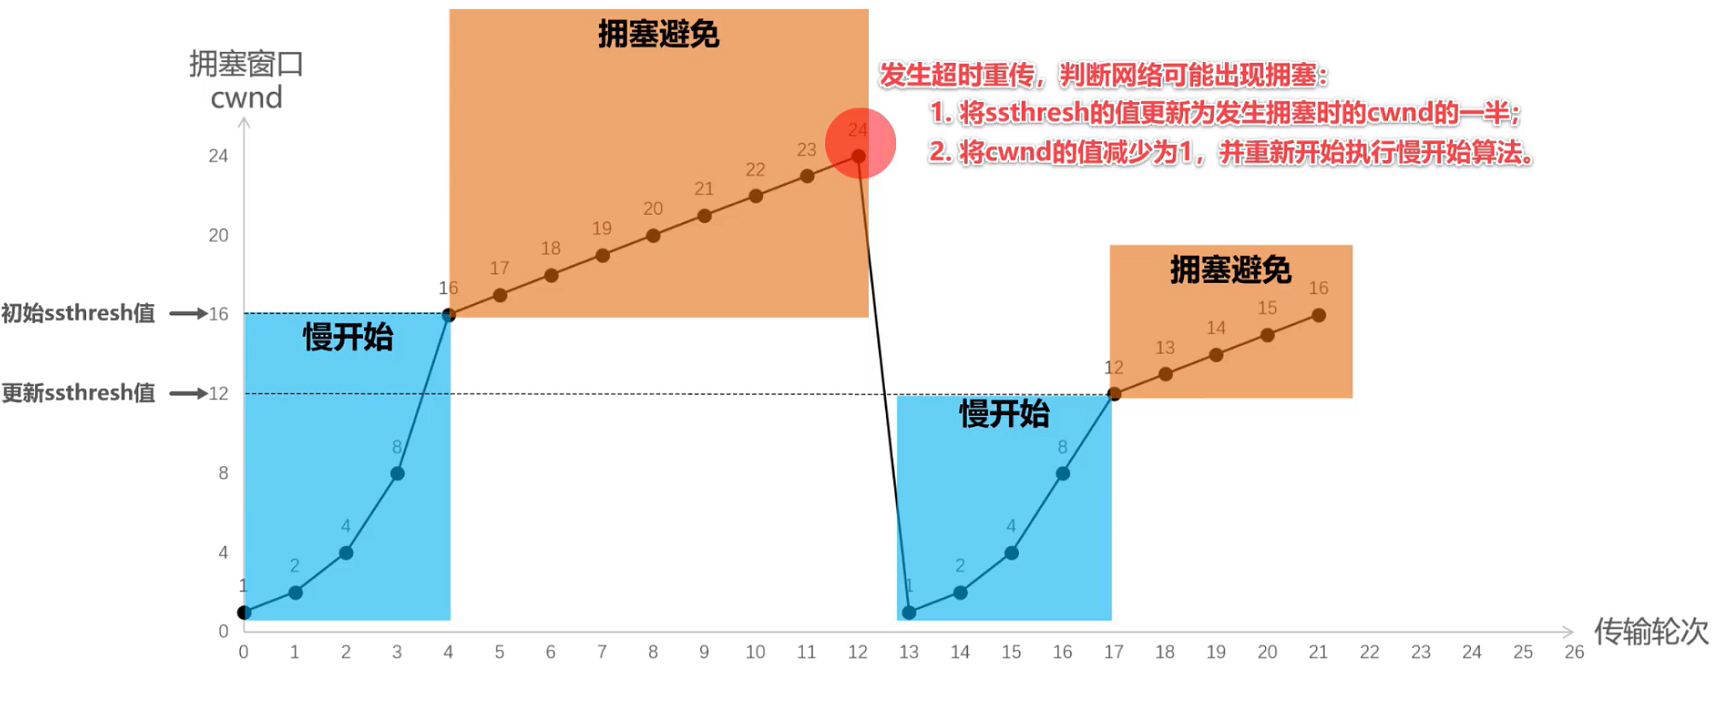 拥塞避免
拥塞窗口
cwnd
发生超时重传，判断网络可能出现拥塞：
1. 将ssthresh的值更新为发生拥塞时的cwnd的一半；
2. 将cwnd的值减少为1，并重新开始执行慢开始算法。
24
23
22
21
20
19
18
17
16
24
20
16
12
8
4
0
初始ssthresh值
更新ssthresh值
慢开始
8
4
2
1
拥塞避免
16
15
14
13
12
慢开始
8
4
2
1
0 1 2 3 4 5 6 7 8 9 10 11 12 13 14 15 16 17 18 19 20 21 22 23 24 25 26
传输轮次